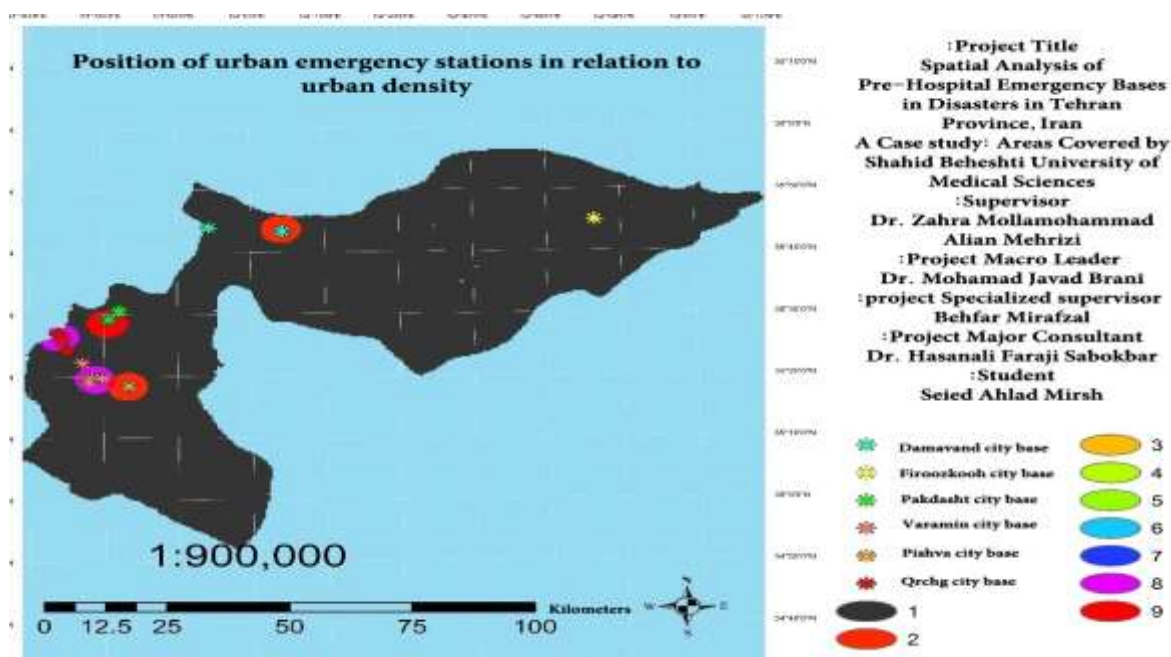 Position of urban emergency stations in relation to
urban density
:Project Title
Spatial Analysis of
Pre-Hospital Emergency Bases
in Disasters in Tehran
Province, Iran
A Case study: Areas Covered by
Shahid Beheshti University of
Medical Sciences
:Supervisor
Dr. Zahra Mollamohammad
Alian Mehrizi
:Project Macro Leader
Dr. Mohamad Javad Brani
:project Specialized supervisor
Behfar Mirafzal
:Project Major Consultant
Dr. Hasanali Faraji Sabokbar
:Student
Seied Ahlad Mirsh
Damavand city base
Firoozkooh city base
Pakdasht city base
Varamin city base
Pishva city base
Qrchg city base
1
2
3
4
5
6
7
8
9
1:900,000
Kilometers
0 12.5 25 50 75 100
N
W E
S